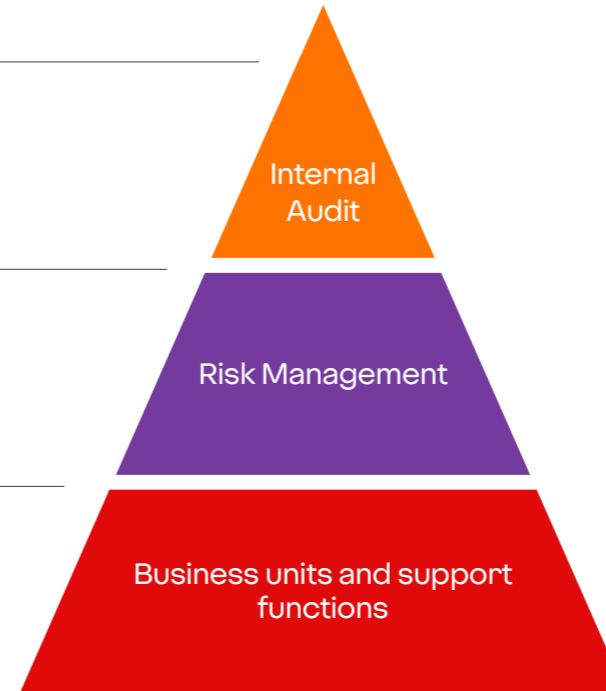 Internal
Audit
Risk Management
Business units and support
functions